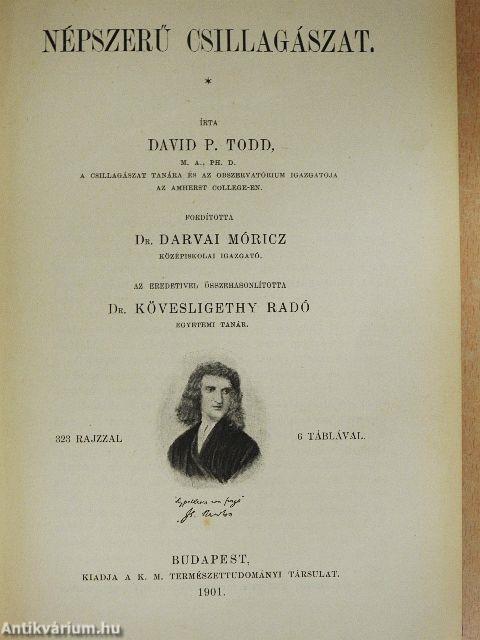 NÉPSZERŰ CSILLAGÁSZAT.
*
ÍRTA
DAVID P. TODD,
M. A., PH. D.
A CSILLAGÁSZAT TANÁRA ÉS AZ OBSZERVATÓRIUM IGAZGATÓJA
AZ AMHERST COLLEGE-EN.
FORDÍTOTTA
DR. DARVAI MÓRICZ
KÖZÉPISKOLAI IGAZGATÓ.
AZ EREDETIVEL ÖSSZEHASONLÍTOTTA
DR. KÖVESLIGETHY RADÓ
EGYETEMI TANÁR.
323 RAJZZAL
6 TÁBLÁVAL.
BUDAPEST,
KIADJA A K. M. TERMÉSZETTUDOMÁNYI TÁRSULAT.
1901.
Antikvárium.hu